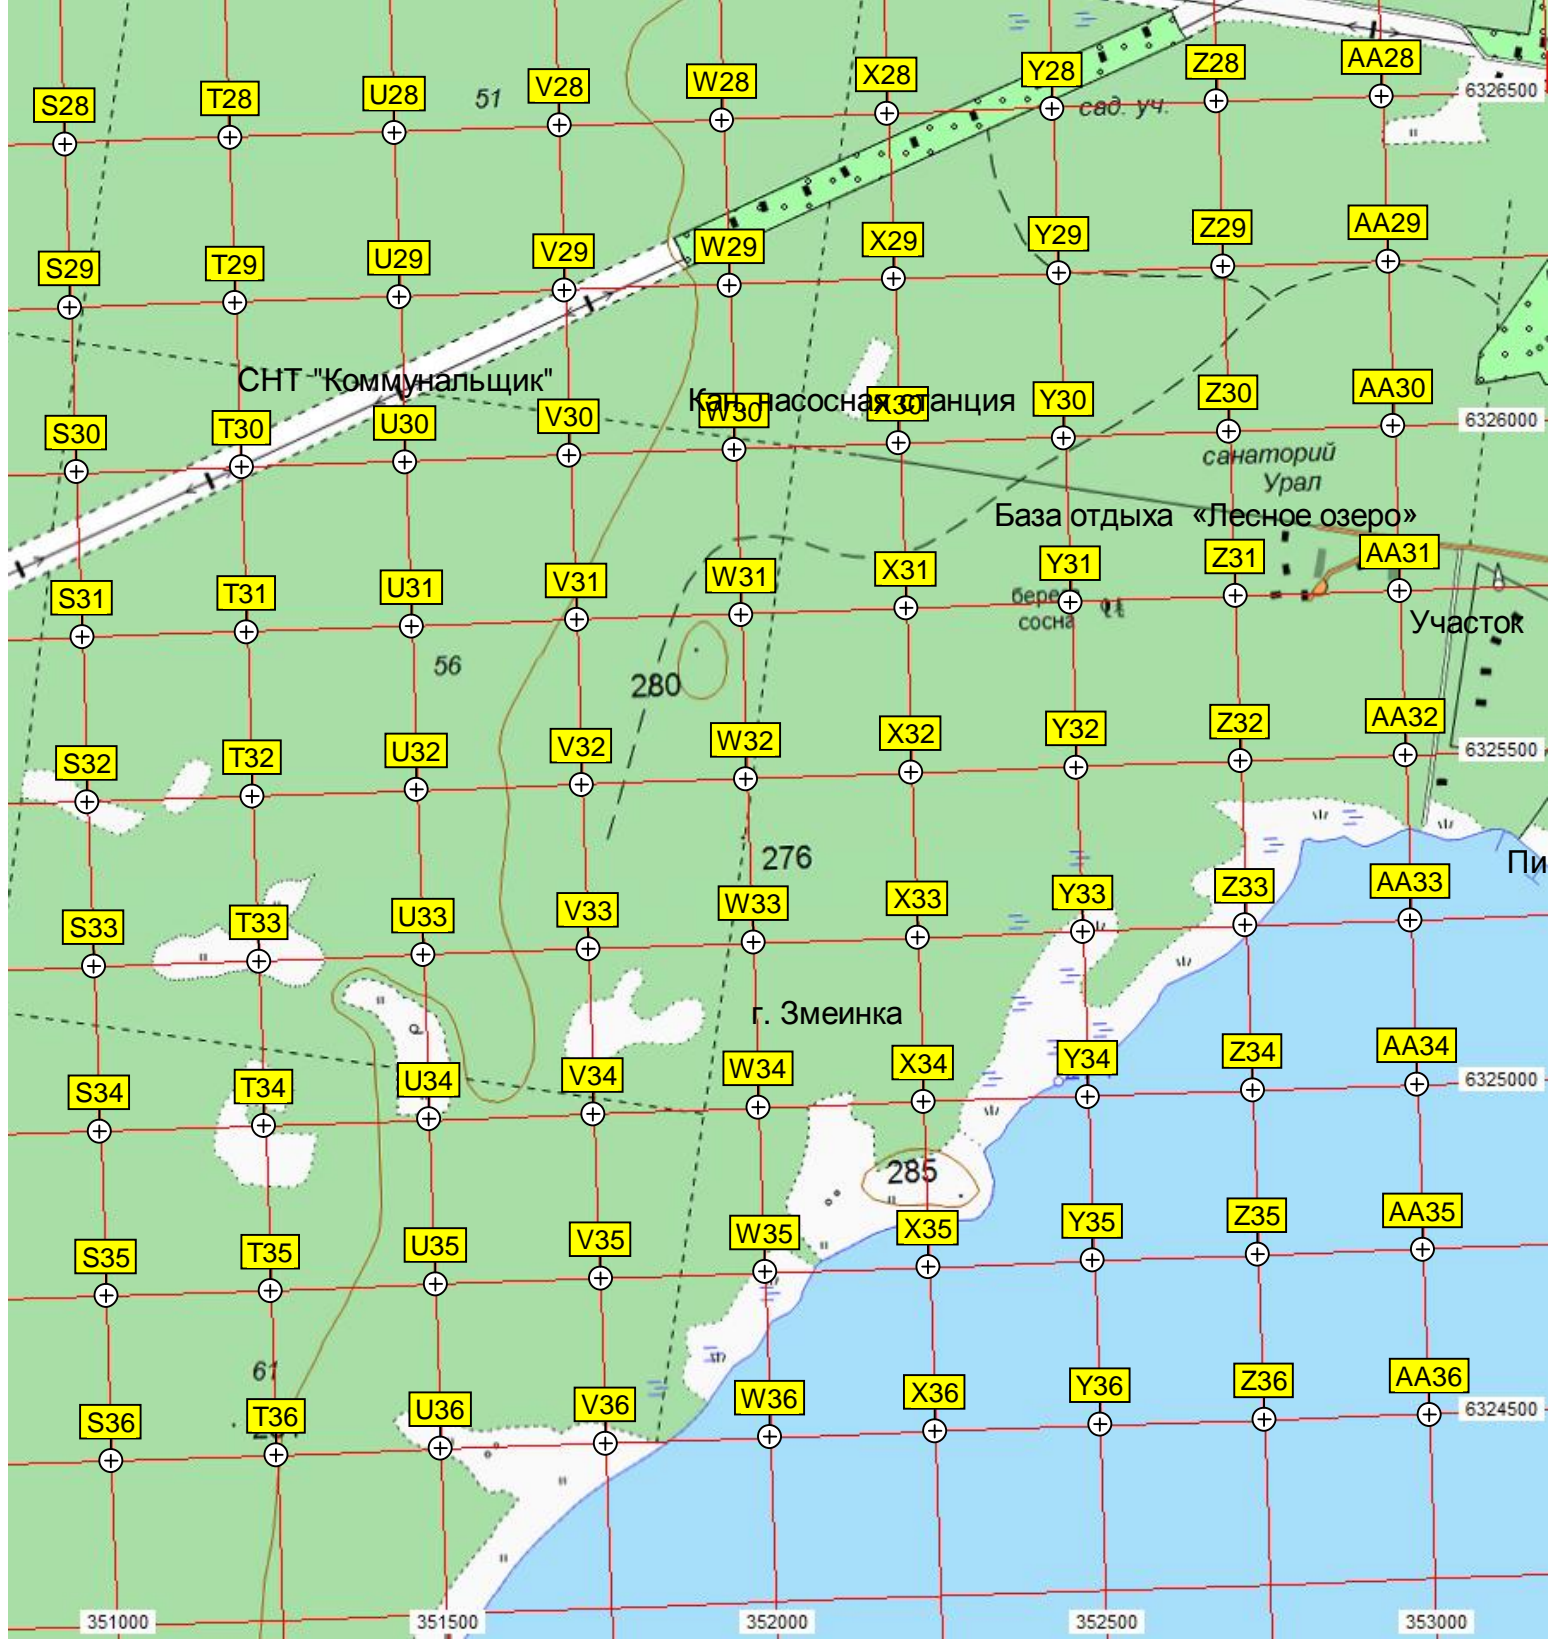 S28 T28 U28 51 V28 W28 X28 Y28 сад. уч. Z28 AA28 6326500
S29 T29 U29 V29 W29 X29 Y29 Z29 AA29
СНТ "Коммунальщик"
Кан. насосная станция
S30 T30 U30 V30 W30 X30 Y30 Z30 AA30 6326000
санаторий
Урал
База отдыха «Лесное озеро»
S31 T31 U31 V31 W31 X31 Y31 Z31 AA31
сосна
Участок
56
280
S32 T32 U32 V32 W32 X32 Y32 Z32 AA32 6325500
276
Пи
S33 T33 U33 V33 W33 X33 Y33 Z33 AA33
г. Змеинка
S34 T34 U34 V34 W34 X34 Y34 Z34 AA34 6325000
285
S35 T35 U35 V35 W35 X35 Y35 Z35 AA35
61
S36 T36 U36 V36 W36 X36 Y36 Z36 AA36 6324500
351000 351500 352000 352500 353000